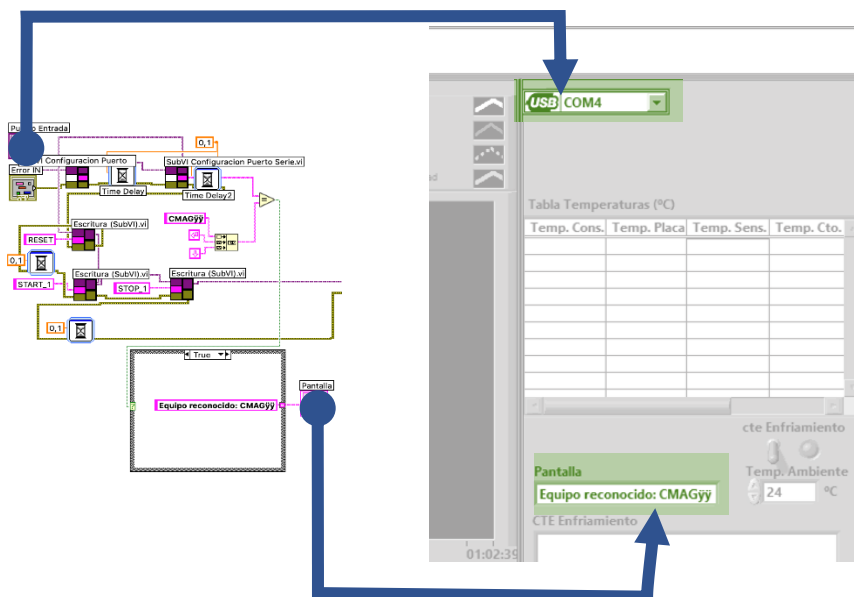 Puerto Entrada
Error IN
Configuracion Puerto
SubVI Configuracion Puerto Serie.vi
0,1
Time Delay
Time Delay2
CMAGÿÿ
Escritura (SubVI).vi
RESET
0,1
Escritura (SubVI).vi
Escritura (SubVI).vi
START_1
STOP_1
0,1
True
Equipo reconocido: CMAGÿÿ
Pantalla
USB COM4
Tabla Temperaturas (ºC)
Temp. Cons. Temp. Placa Temp. Sens. Temp. Cto.
cte Enfriamiento
Pantalla
Equipo reconocido: CMAGÿÿ
Temp. Ambiente
24 ºC
CTE Enfriamiento
01:02:39